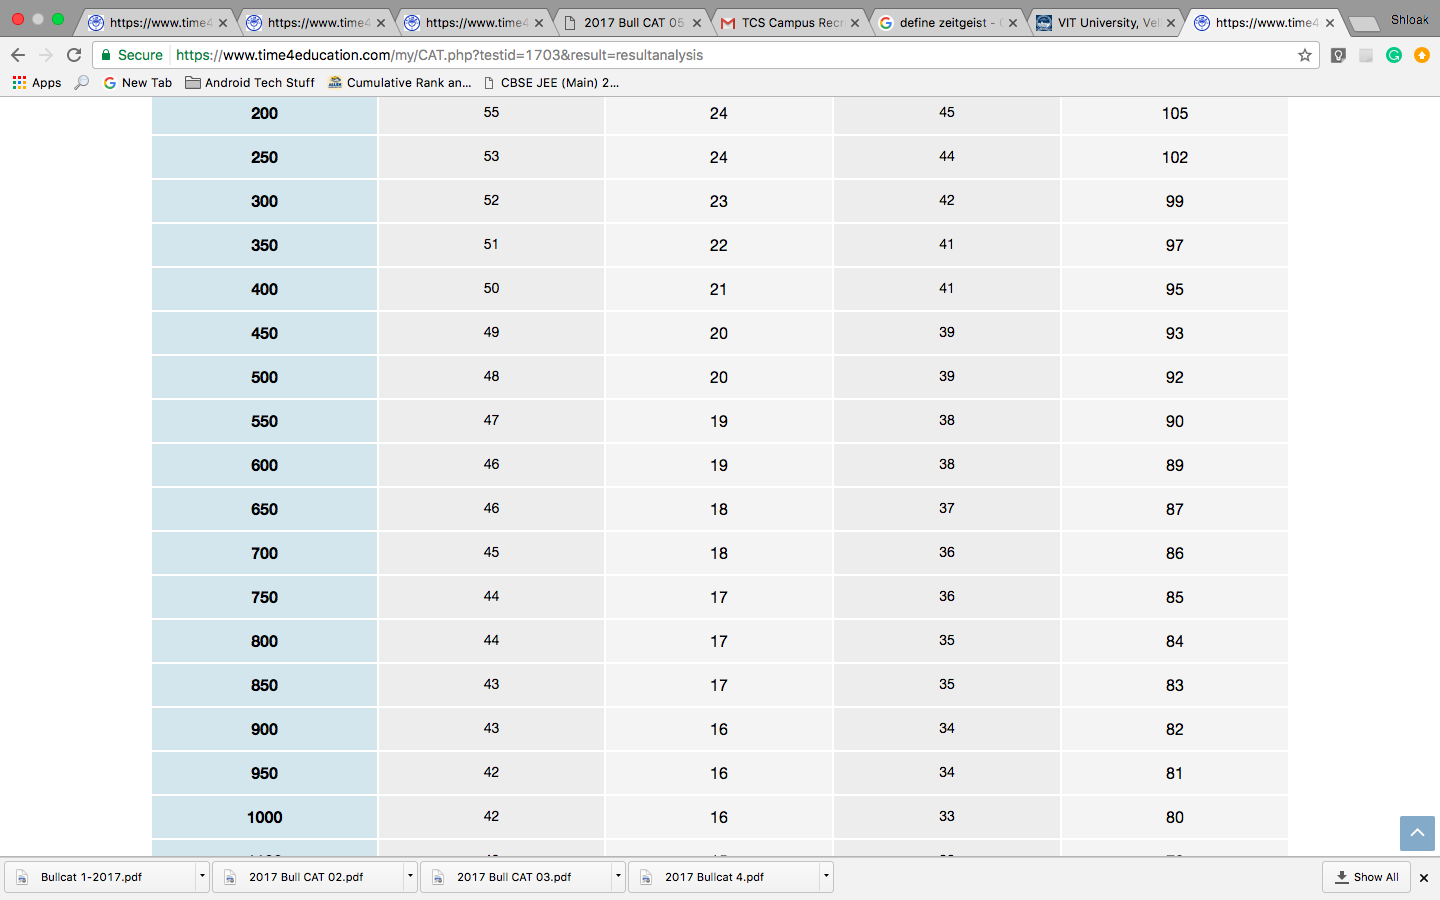 https://www.time4
https://www.time4
https://www.time4
2017 Bull CAT 05
TCS Campus Recr
define zeitgeist - G
VIT University, Vel
https://www.time4
Shloak
Secure
https://www.time4education.com/my/CAT.php?testid=1703&result=resultanalysis
Apps
New Tab
Android Tech Stuff
Cumulative Rank an...
CBSE JEE (Main) 2...
200 55 24 45 105
250 53 24 44 102
300 52 23 42 99
350 51 22 41 97
400 50 21 41 95
450 49 20 39 93
500 48 20 39 92
550 47 19 38 90
600 46 19 38 89
650 46 18 37 87
700 45 18 36 86
750 44 17 36 85
800 44 17 35 84
850 43 17 35 83
900 43 16 34 82
950 42 16 34 81
1000 42 16 33 80
Bullcat 1-2017.pdf
2017 Bull CAT 02.pdf
2017 Bull CAT 03.pdf
2017 Bullcat 4.pdf
Show All